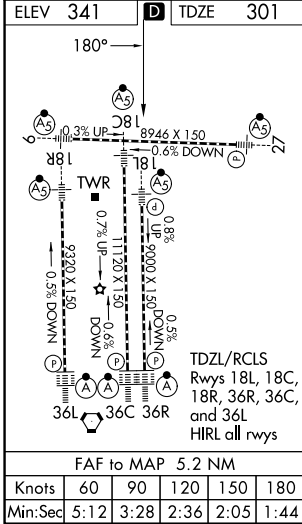 ELEV 341 D TDZE 301
180°
A5
18C
A5
A5
0.3% UP
8946 X 150
9
27
0.6% DOWN
P
18R
18L
A5
TWR
A5
P
0.7% UP
0.8% UP
9320 X 150
11120 X 150
9000 X 150
0.5% DOWN
0.6% DOWN
0.5% DOWN
P
P
P
A
A
A
36L
36C
36R
TDZL/RCLS
Rwys 18L, 18C,
18R, 36R, 36C,
and 36L
HIRL all rwys
FAF to MAP 5.2 NM
Knots 60 90 120 150 180
Min:Sec 5:12 3:28 2:36 2:05 1:44